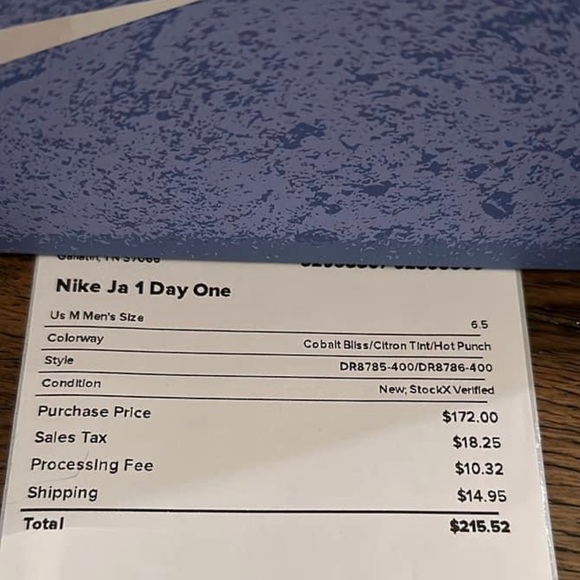 TN 37066
Nike Ja 1 Day One
Us M Men's Size 6.5
Colorway Cobalt Bliss/Citron Tint/Hot Punch
Style DR8785-400/DR8786-400
Condition New; StockX Verified
Purchase Price $172.00
Sales Tax $18.25
Processing Fee $10.32
Shipping $14.95
Total $215.52